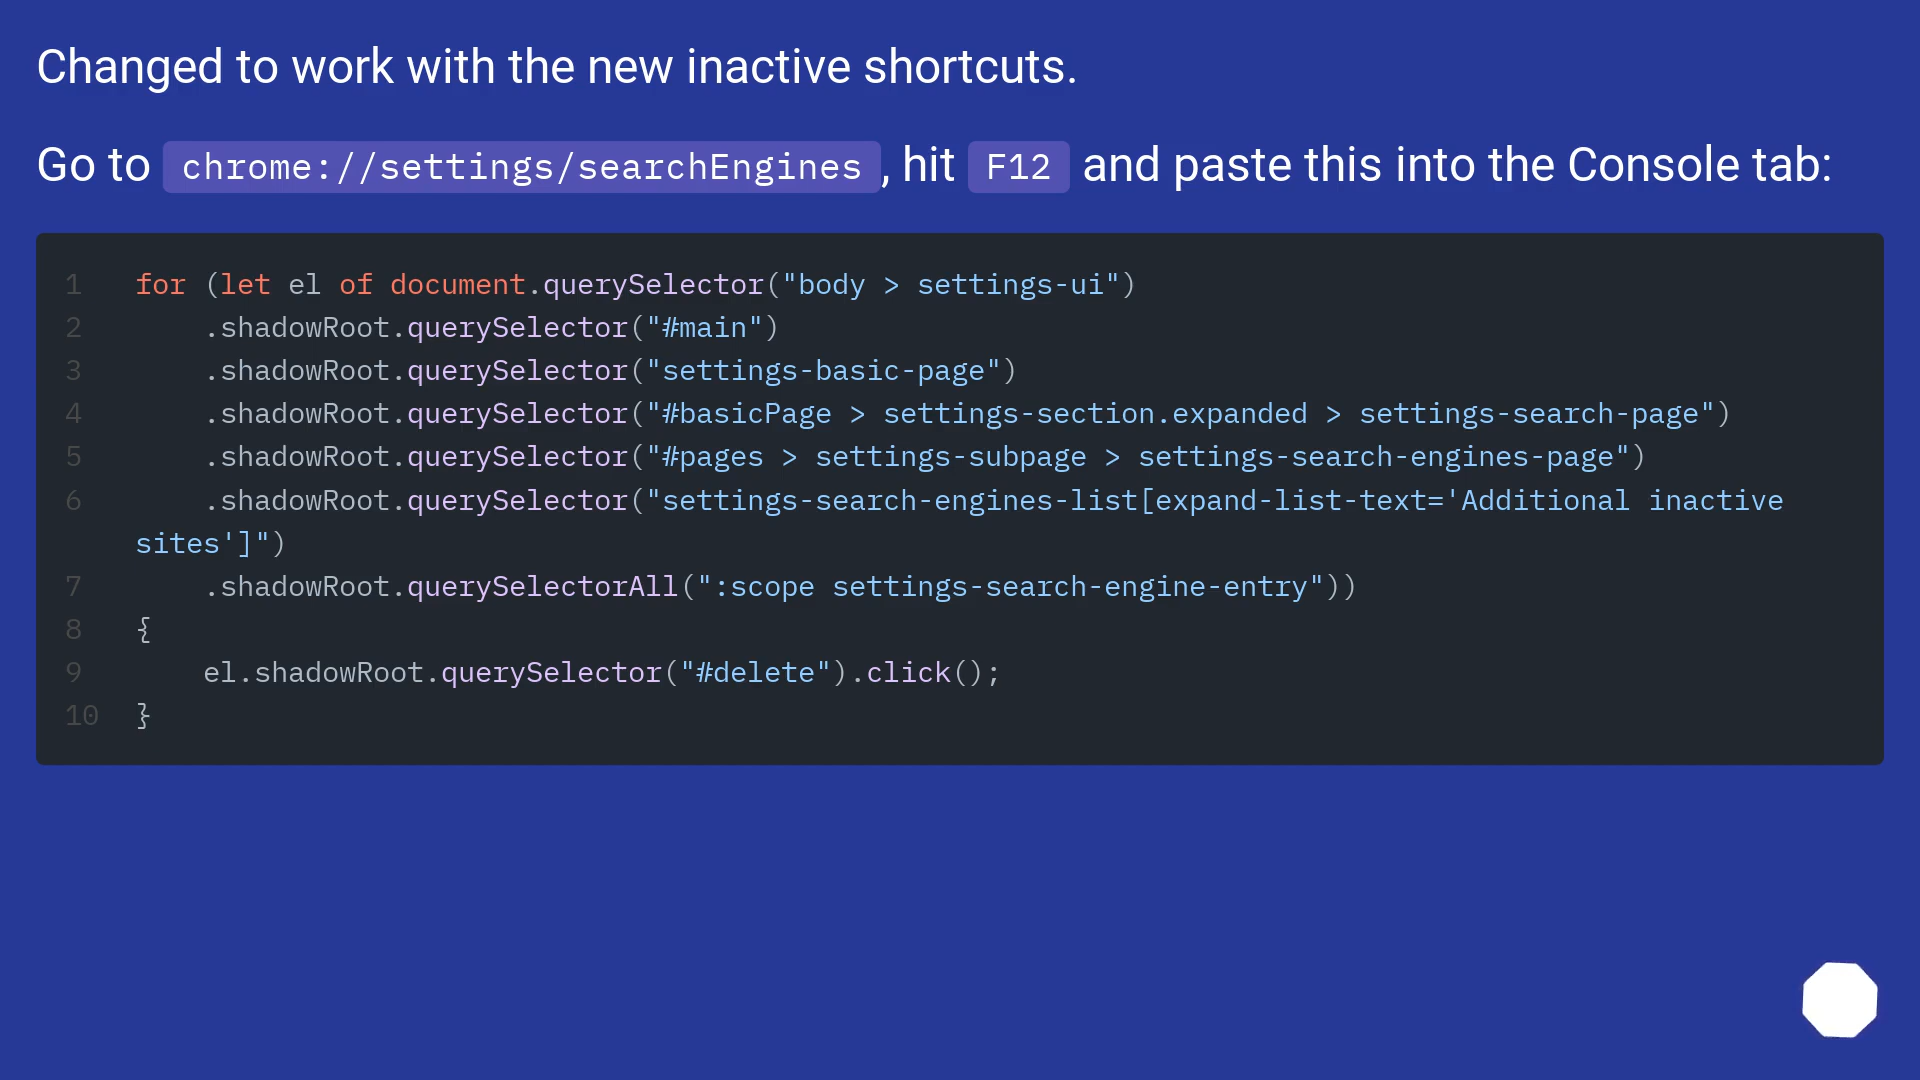 Changed to work with the new inactive shortcuts.
Go to chrome://settings/searchEngines, hit F12 and paste this into the Console tab:
1 for (let el of document.querySelector("body > settings-ui")
2 .shadowRoot.querySelector("#main")
3 .shadowRoot.querySelector("settings-basic-page")
4 .shadowRoot.querySelector("#basicPage > settings-section.expanded > settings-search-page")
5 .shadowRoot.querySelector("#pages > settings-subpage > settings-search-engines-page")
6 .shadowRoot.querySelector("settings-search-engines-list[expand-list-text='Additional inactive
sites']")
7 .shadowRoot.querySelectorAll(":scope settings-search-engine-entry"))
8 {
9 el.shadowRoot.querySelector("#delete").click();
10 }